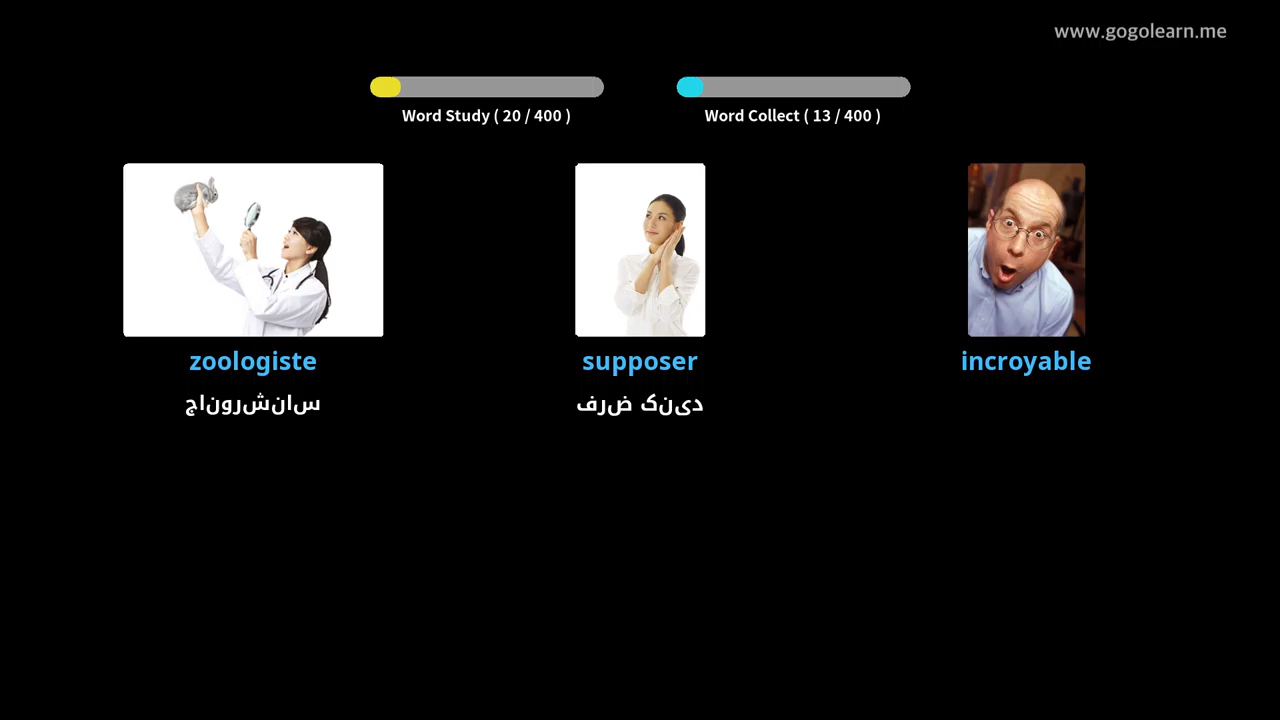 www.gogolearn.me
Word Study ( 20 / 400 )
Word Collect ( 13 / 400 )
zoologiste
supposer
incroyable
جانورشناس
فرض کنید